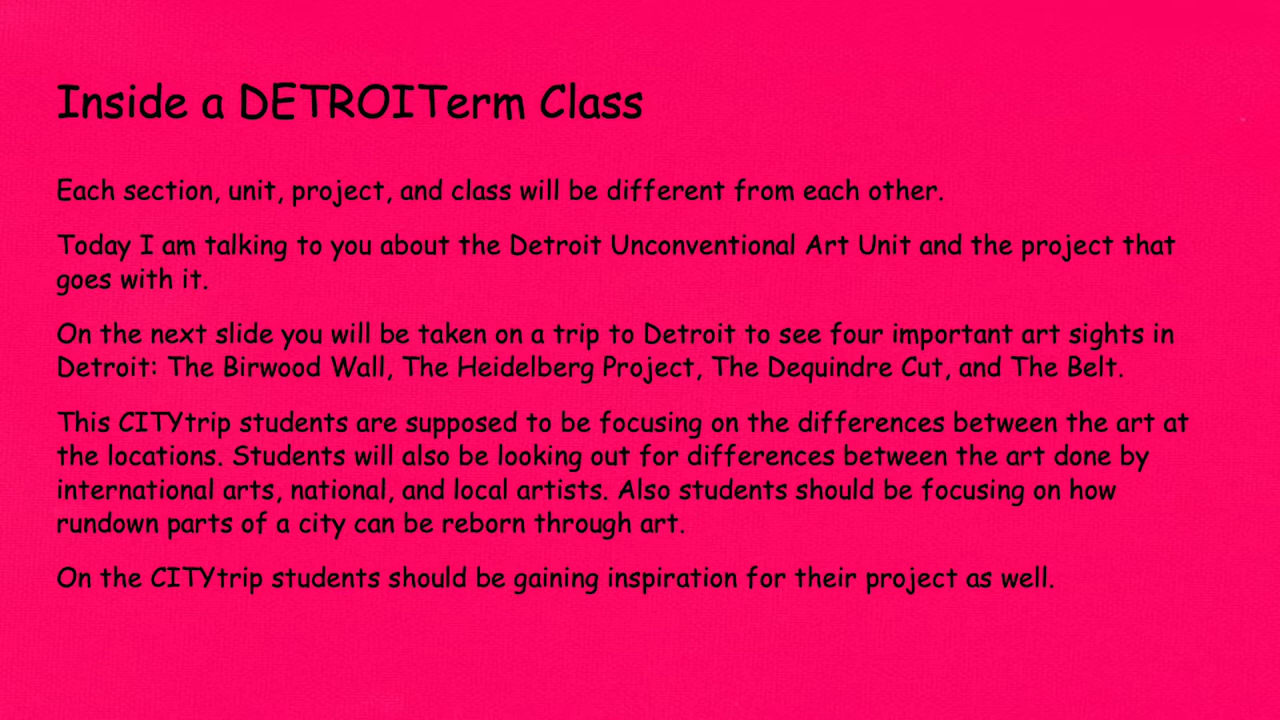 Inside a DETROITerm Class
Each section, unit, project, and class will be different from each other.
Today I am talking to you about the Detroit Unconventional Art Unit and the project that
goes with it.
On the next slide you will be taken on a trip to Detroit to see four important art sights in
Detroit: The Birwood Wall, The Heidelberg Project, The Dequindre Cut, and The Belt.
This CITYtrip students are supposed to be focusing on the differences between the art at
the locations. Students will also be looking out for differences between the art done by
international arts, national, and local artists. Also students should be focusing on how
rundown parts of a city can be reborn through art.
On the CITYtrip students should be gaining inspiration for their project as well.